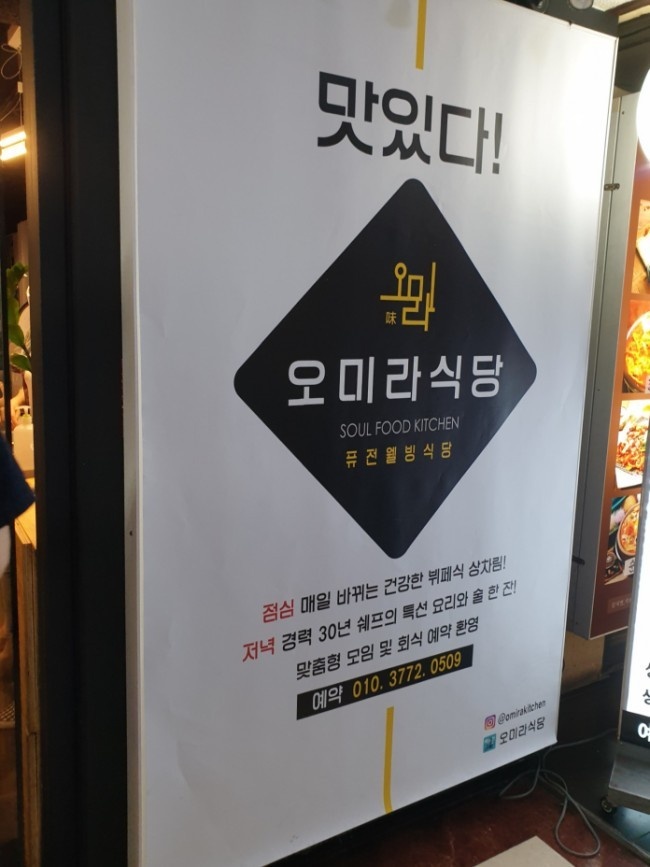 맛있다!
오미라
味
오미라식당
SOUL FOOD KITCHEN
퓨전웰빙식당
점심 매일 바뀌는 건강한 뷔페식 상차림!
저녁 경력 30년 쉐프의 특선 요리와 술 한 잔!
맞춤형 모임 및 회식 예약 환영
예약 010. 3772. 0509
@omirakitchen
오미라식당